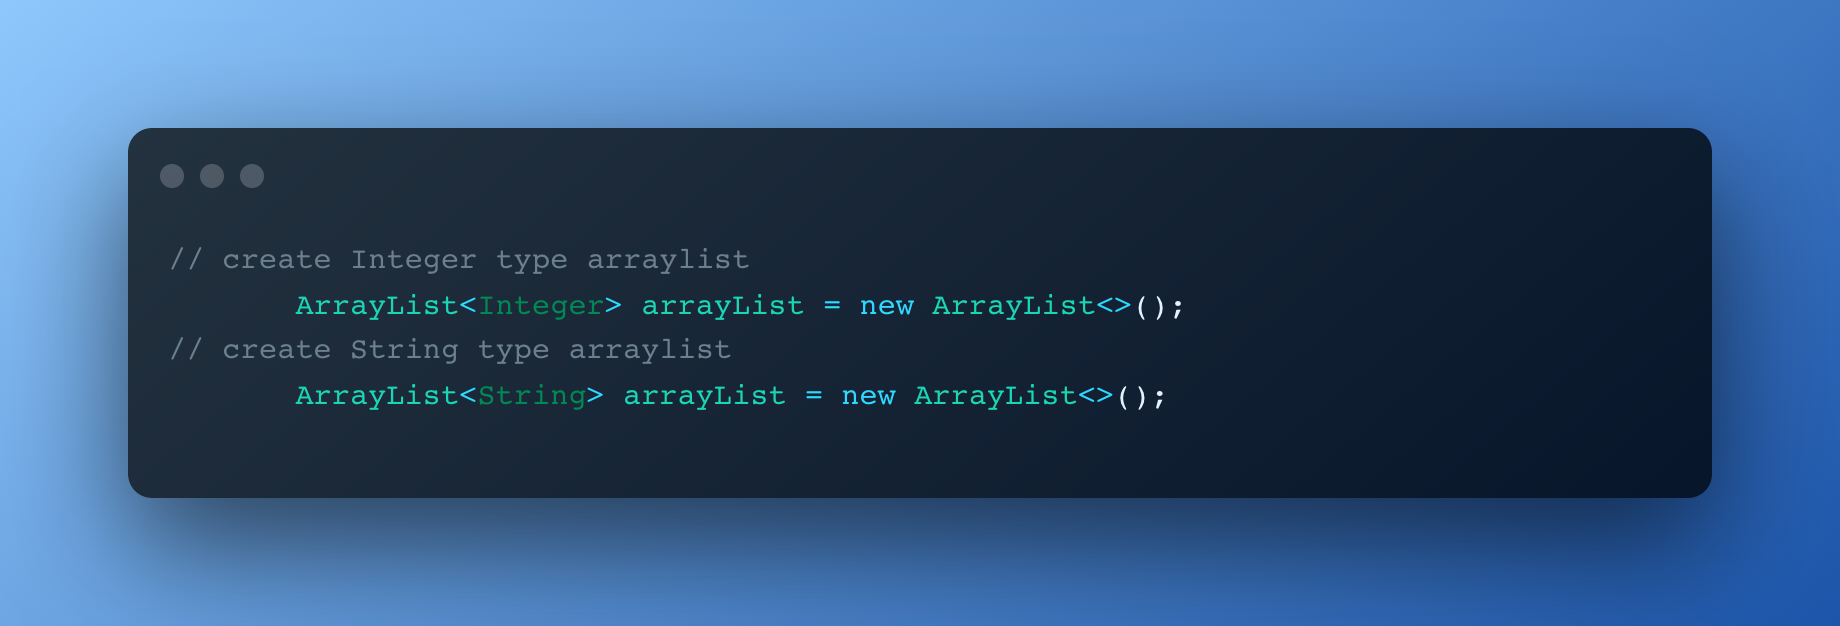 // create Integer type arraylist
ArrayList<Integer> arrayList = new ArrayList<>();
// create String type arraylist
ArrayList<String> arrayList = new ArrayList<>();